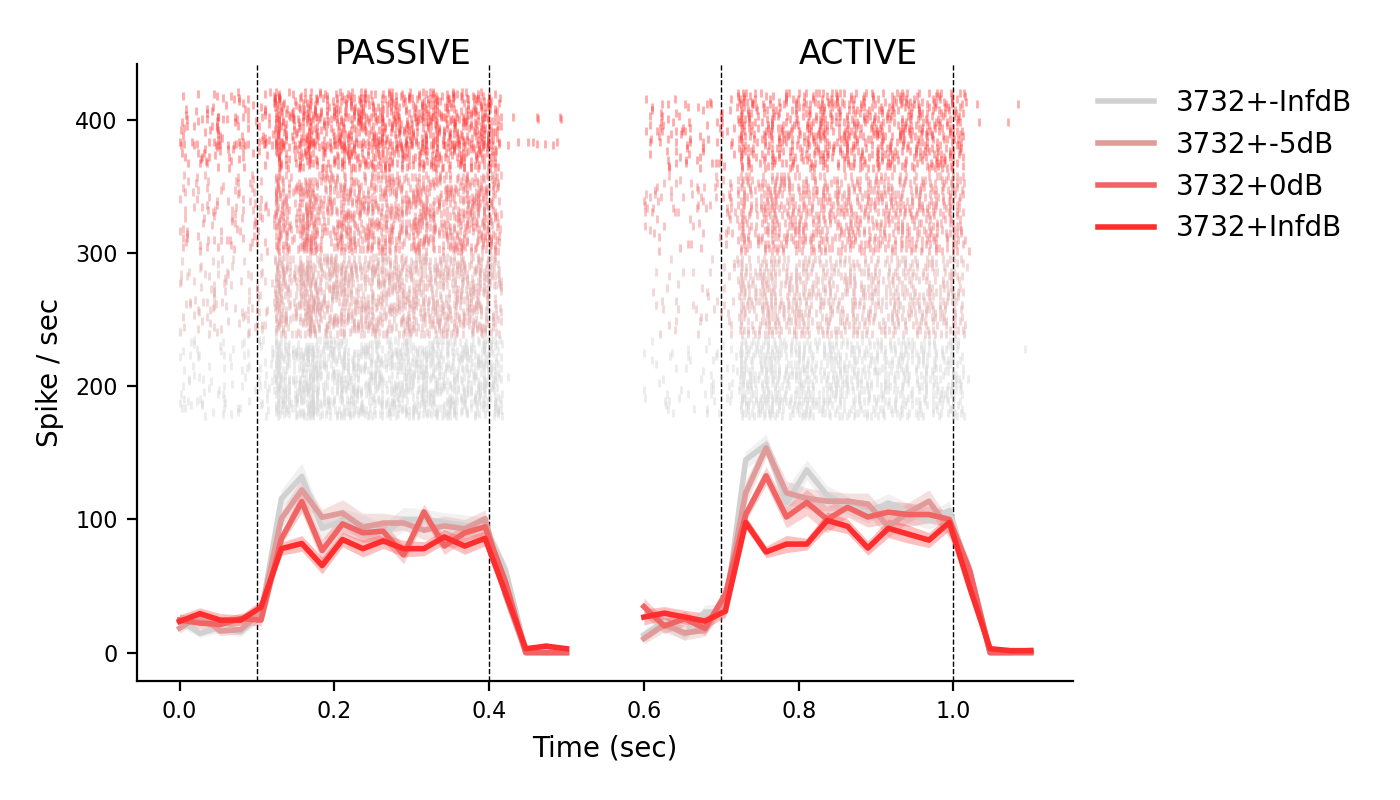 PASSIVE
ACTIVE
3732+-InfdB
3732+-5dB
3732+0dB
3732+InfdB
400
300
200
100
0
Spike / sec
0.0 0.2 0.4 0.6 0.8 1.0
Time (sec)